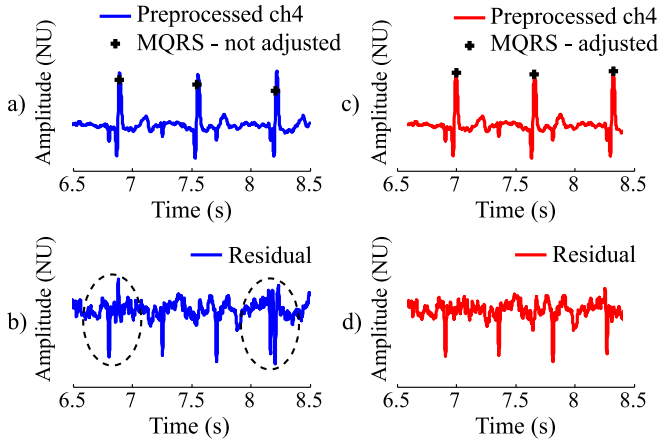 a)
Amplitude (NU)
Preprocessed ch4
MQRS - not adjusted
6.5 7 7.5 8 8.5
Time (s)
c)
Amplitude (NU)
Preprocessed ch4
MQRS - adjusted
6.5 7 7.5 8 8.5
Time (s)
b)
Amplitude (NU)
Residual
6.5 7 7.5 8 8.5
Time (s)
d)
Amplitude (NU)
Residual
6.5 7 7.5 8 8.5
Time (s)